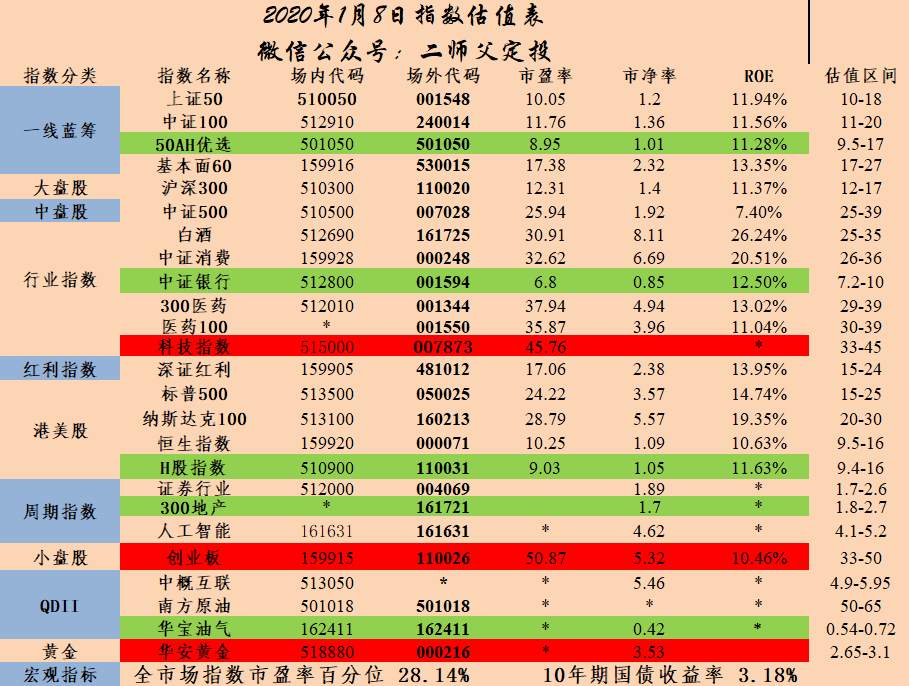 2020年1月8日指数估值表
微信公众号：二师父定投
指数分类 指数名称 场内代码 场外代码 市盈率 市净率 ROE 估值区间
一线蓝筹 上证50 510050 001548 10.05 1.2 11.94% 10-18
中证100 512910 240014 11.76 1.36 11.56% 11-20
50AH优选 501050 501050 8.95 1.01 11.28% 9.5-17
基本面60 159916 530015 17.38 2.32 13.35% 17-27
大盘股 沪深300 510300 110020 12.31 1.4 11.37% 12-17
中盘股 中证500 510500 007028 25.94 1.92 7.40% 25-39
行业指数 白酒 512690 161725 30.91 8.11 26.24% 25-35
中证消费 159928 000248 32.62 6.69 20.51% 26-36
中证银行 512800 001594 6.8 0.85 12.50% 7.2-10
300医药 512010 001344 37.94 4.94 13.02% 29-39
医药100 * 001550 35.87 3.96 11.04% 30-39
科技指数 515000 007873 45.76 * 33-45
红利指数 深证红利 159905 481012 17.06 2.38 13.95% 15-24
港美股 标普500 513500 050025 24.22 3.57 14.74% 15-25
纳斯达克100 513100 160213 28.79 5.57 19.35% 20-30
恒生指数 159920 000071 10.25 1.09 10.63% 9.5-16
H股指数 510900 110031 9.03 1.05 11.63% 9.4-16
周期指数 证券行业 512000 004069 1.89 * 1.7-2.6
300地产 * 161721 1.7 * 1.8-2.7
人工智能 161631 161631 * 4.62 * 4.1-5.2
小盘股 创业板 159915 110026 50.87 5.32 10.46% 33-50
QDII 中概互联 513050 * * 5.46 * 4.9-5.95
南方原油 501018 501018 * * * 50-65
华宝油气 162411 162411 * 0.42 * 0.54-0.72
黄金 华安黄金 518880 000216 * 3.53 2.65-3.1
宏观指标 全市场指数市盈率百分位 28.14% 10年期国债收益率 3.18%